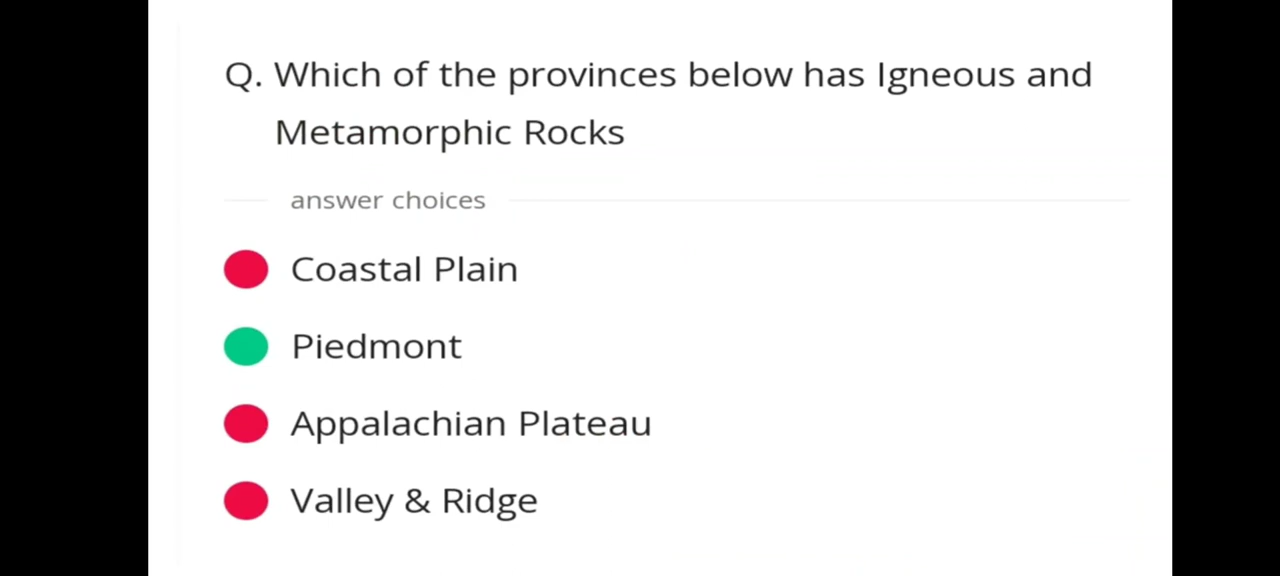 Q. Which of the provinces below has Igneous and
Metamorphic Rocks
answer choices
Coastal Plain
Piedmont
Appalachian Plateau
Valley & Ridge